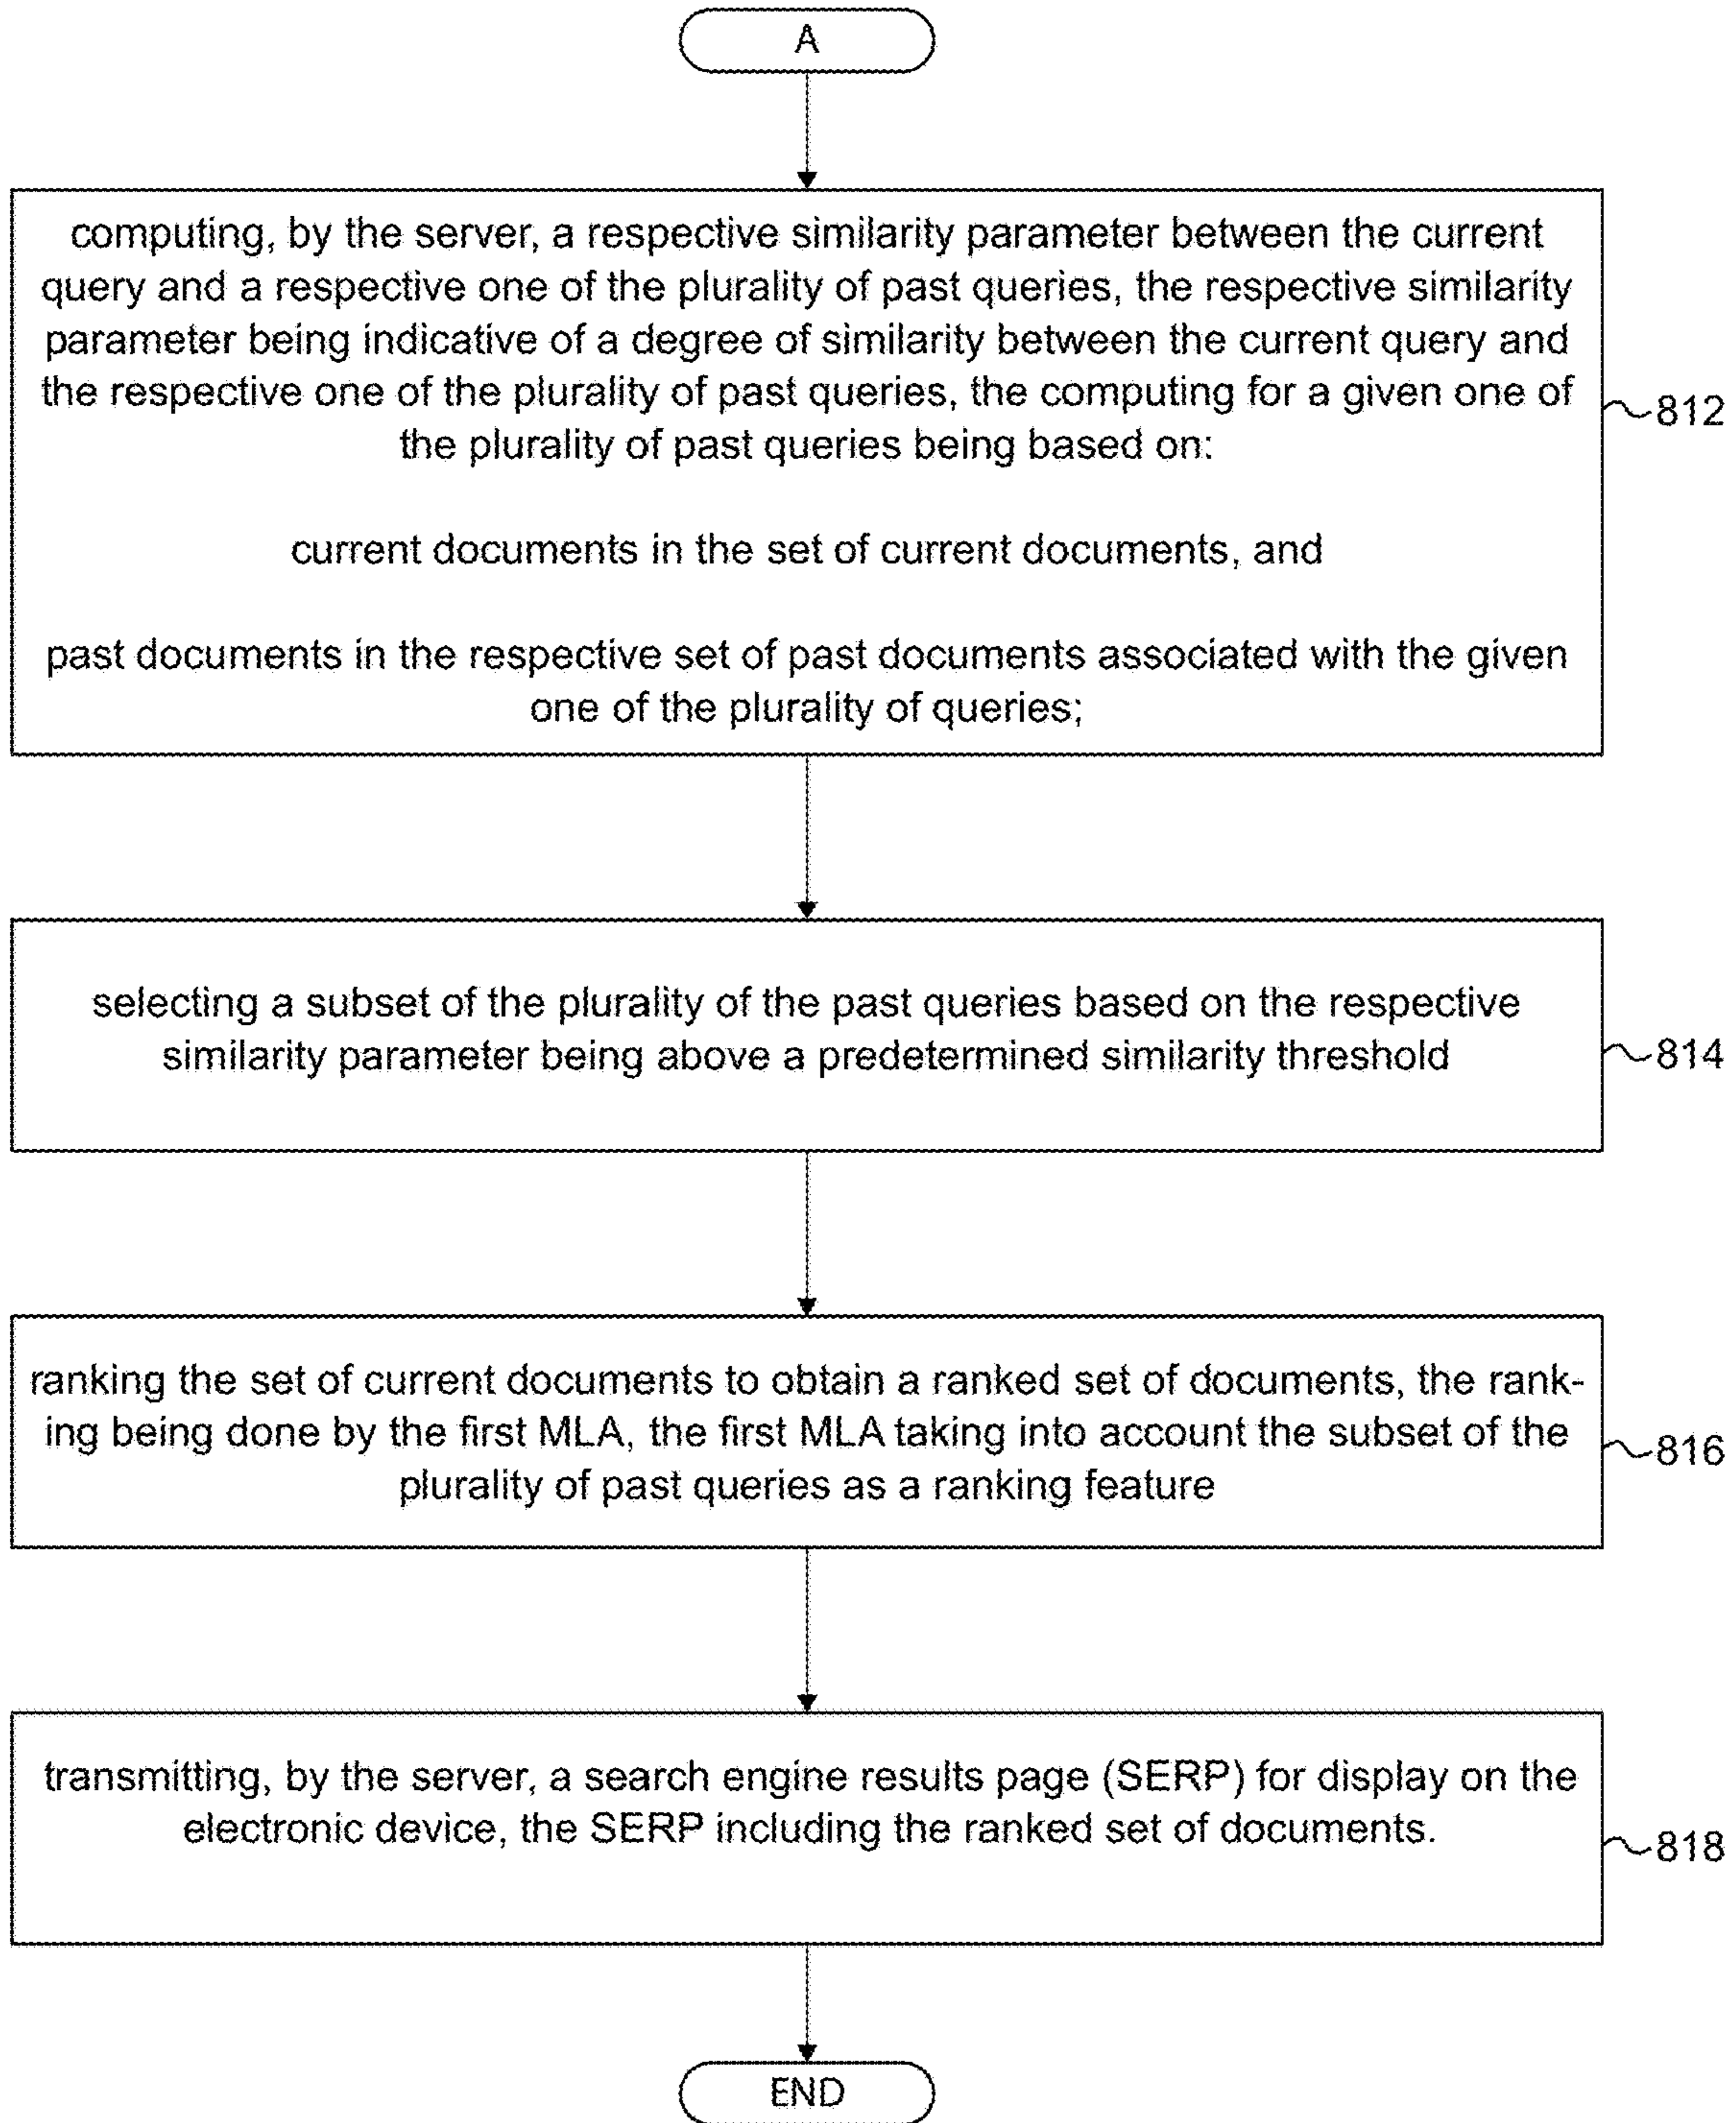 A
computing, by the server, a respective similarity parameter between the current
query and a respective one of the plurality of past queries, the respective similarity
parameter being indicative of a degree of similarity between the current query and
the respective one of the plurality of past queries, the computing for a given one of
the plurality of past queries being based on:
current documents in the set of current documents, and
past documents in the respective set of past documents associated with the given
one of the plurality of queries;
812
selecting a subset of the plurality of the past queries based on the respective
similarity parameter being above a predetermined similarity threshold
814
ranking the set of current documents to obtain a ranked set of documents, the rank-
ing being done by the first MLA, the first MLA taking into account the subset of the
plurality of past queries as a ranking feature
816
transmitting, by the server, a search engine results page (SERP) for display on the
electronic device, the SERP including the ranked set of documents.
818
END